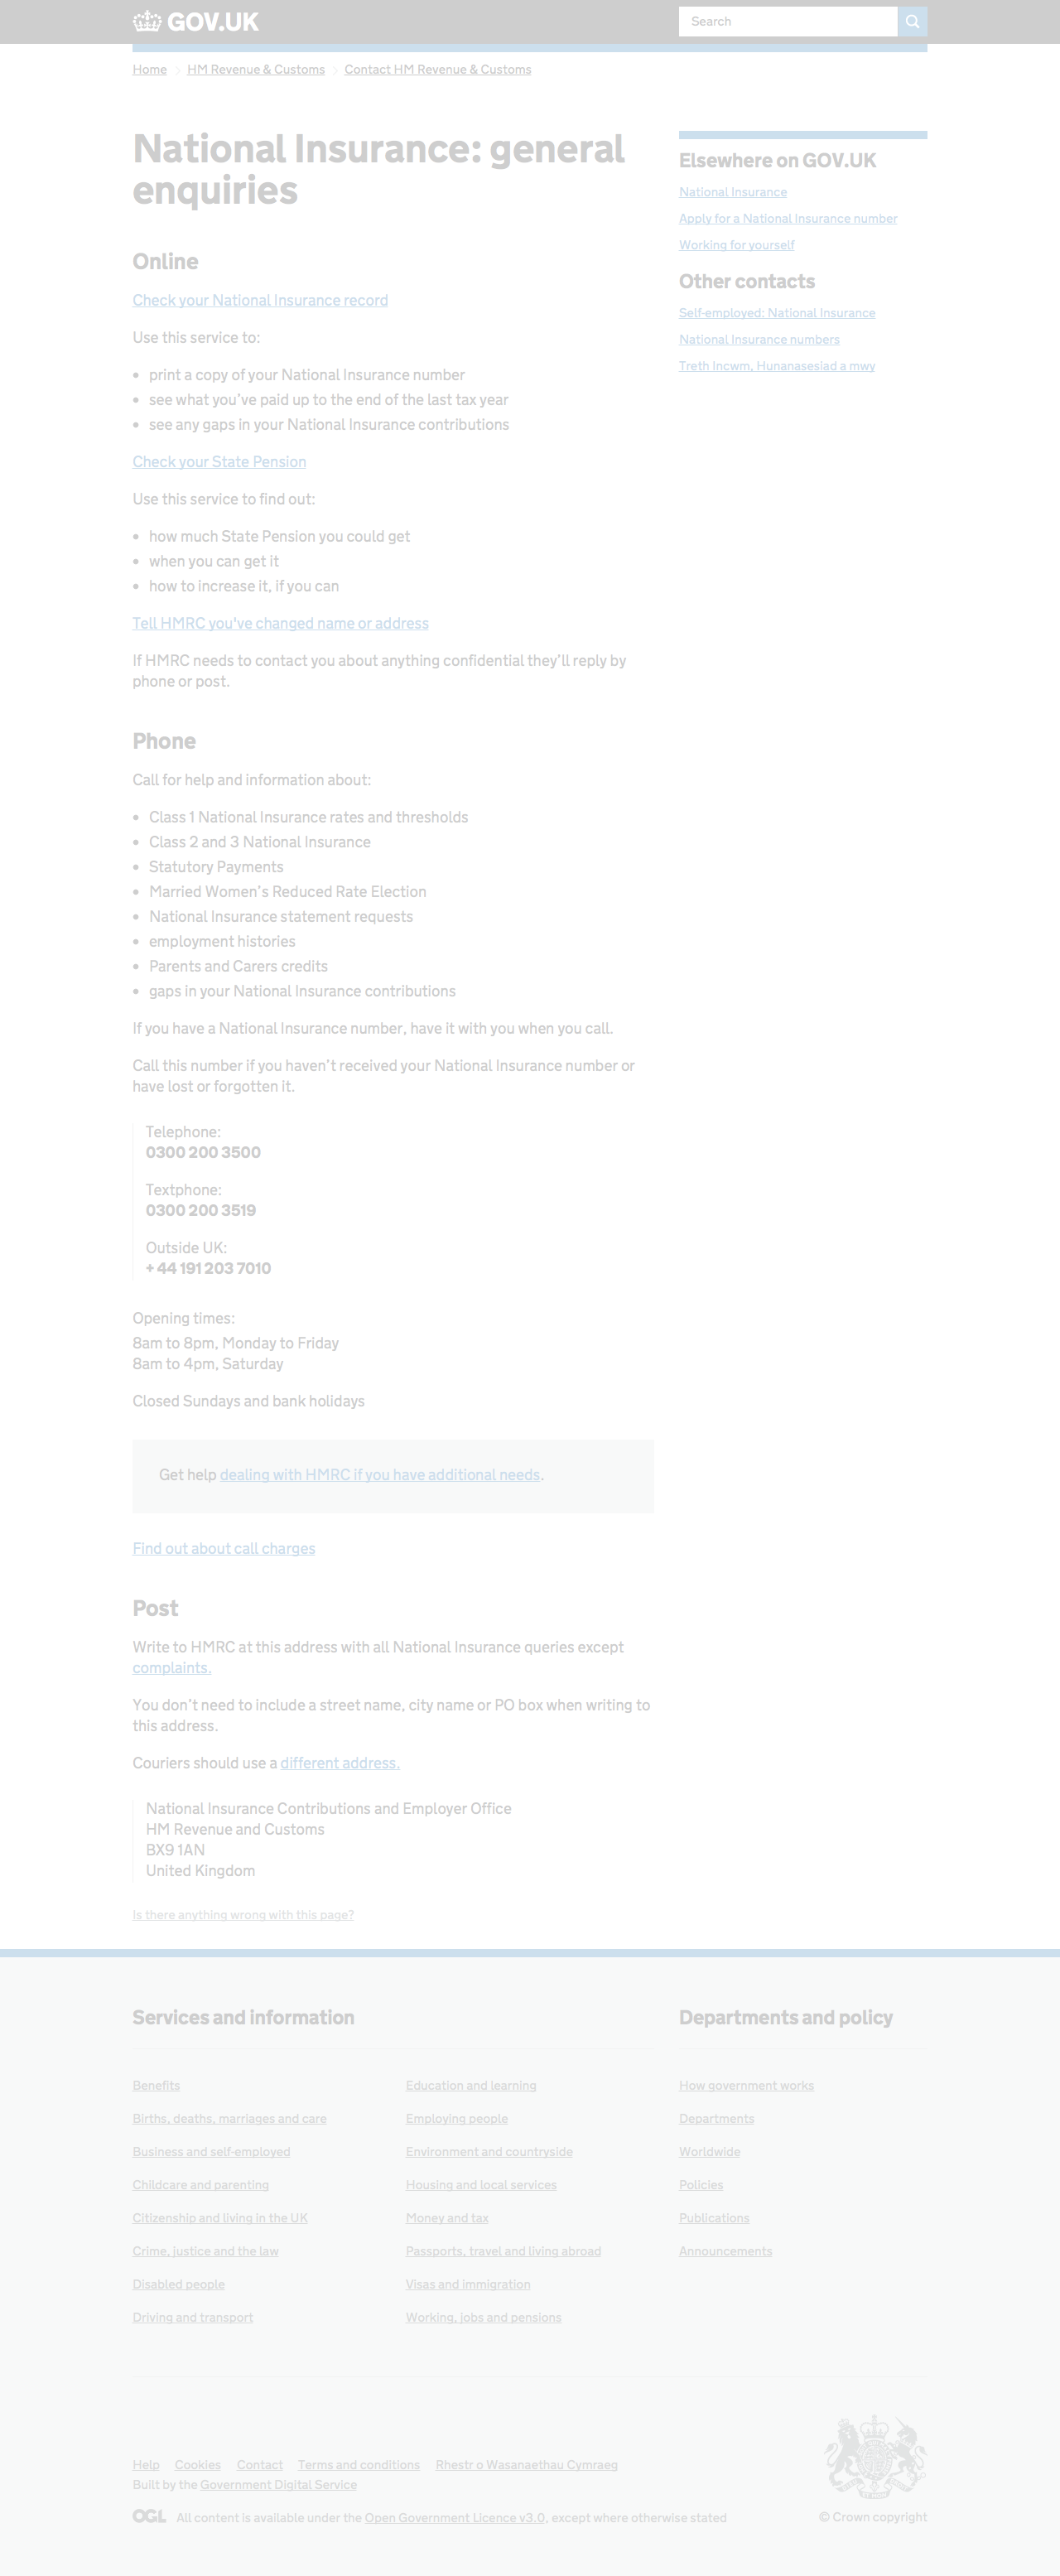 GOV.UK
Search
Home
HM Revenue & Customs
Contact HM Revenue & Customs
National Insurance: general
enquiries
Online
Check your National Insurance record
Use this service to:
• print a copy of your National Insurance number
• see what you’ve paid up to the end of the last tax year
• see any gaps in your National Insurance contributions
Check your State Pension
Use this service to find out:
• how much State Pension you could get
• when you can get it
• how to increase it, if you can
Tell HMRC you've changed name or address
If HMRC needs to contact you about anything confidential they’ll reply by
phone or post.
Phone
Call for help and information about:
• Class 1 National Insurance rates and thresholds
• Class 2 and 3 National Insurance
• Statutory Payments
• Married Women’s Reduced Rate Election
• National Insurance statement requests
• employment histories
• Parents and Carers credits
• gaps in your National Insurance contributions
If you have a National Insurance number, have it with you when you call.
Call this number if you haven’t received your National Insurance number or
have lost or forgotten it.
Telephone:
0300 200 3500
Textphone:
0300 200 3519
Outside UK:
+ 44 191 203 7010
Opening times:
8am to 8pm, Monday to Friday
8am to 4pm, Saturday
Closed Sundays and bank holidays
Get help dealing with HMRC if you have additional needs.
Find out about call charges
Post
Write to HMRC at this address with all National Insurance queries except
complaints.
You don’t need to include a street name, city name or PO box when writing to
this address.
Couriers should use a different address.
National Insurance Contributions and Employer Office
HM Revenue and Customs
BX9 1AN
United Kingdom
Is there anything wrong with this page?
Elsewhere on GOV.UK
National Insurance
Apply for a National Insurance number
Working for yourself
Other contacts
Self-employed: National Insurance
National Insurance numbers
Treth Incwm, Hunanasesiad a mwy
Services and information
Benefits
Births, deaths, marriages and care
Business and self-employed
Childcare and parenting
Citizenship and living in the UK
Crime, justice and the law
Disabled people
Driving and transport
Education and learning
Employing people
Environment and countryside
Housing and local services
Money and tax
Passports, travel and living abroad
Visas and immigration
Working, jobs and pensions
Departments and policy
How government works
Departments
Worldwide
Policies
Publications
Announcements
Help Cookies Contact Terms and conditions Rhestr o Wasanaethau Cymraeg
Built by the Government Digital Service
OGL All content is available under the Open Government Licence v3.0, except where otherwise stated
© Crown copyright